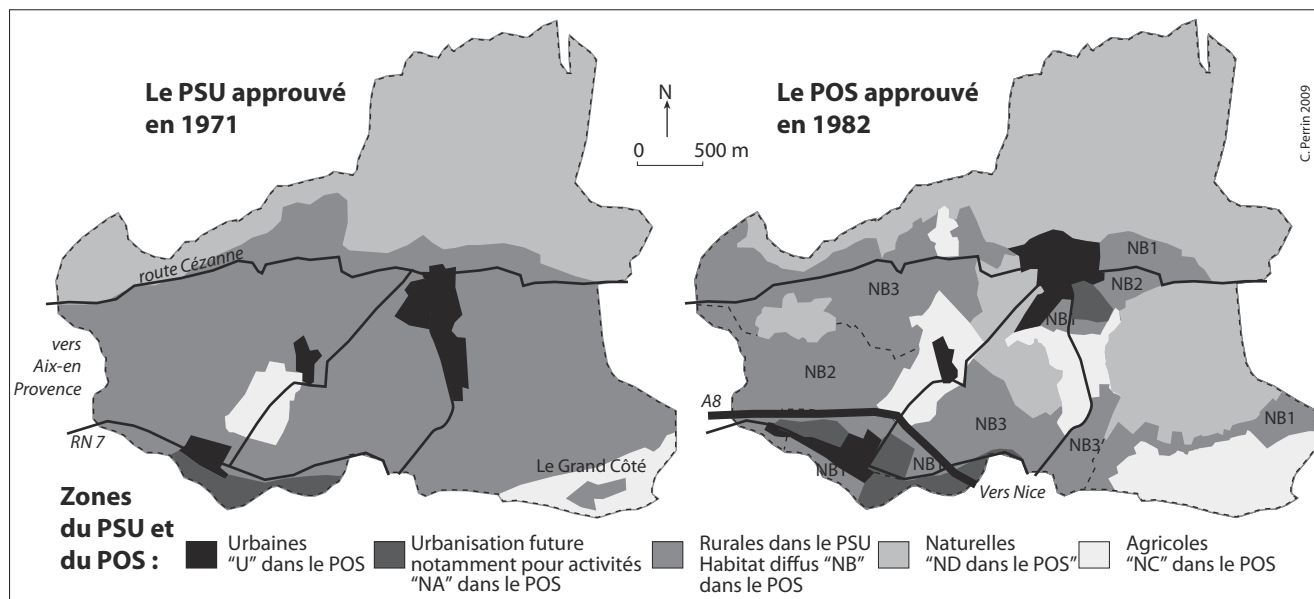 Le PSU approuvé
en 1971
N
0 500 m
Le POS approuvé
en 1982
C. Perrin 2009
route Cézanne
vers
Aix-en
Provence
RN 7
Le Grand Côté
NB1
NB2
NB3
NB1
NB2
A8
NB3
NB3
NB1
NB1
NB1
Vers Nice
Zones
du PSU et
du POS :
Urbaines
“U” dans le POS
Urbanisation future
notamment pour activités
“NA” dans le POS
Rurales dans le PSU
Habitat diffus “NB”
dans le POS
Naturelles
“ND dans le POS”
Agricoles
“NC” dans le POS